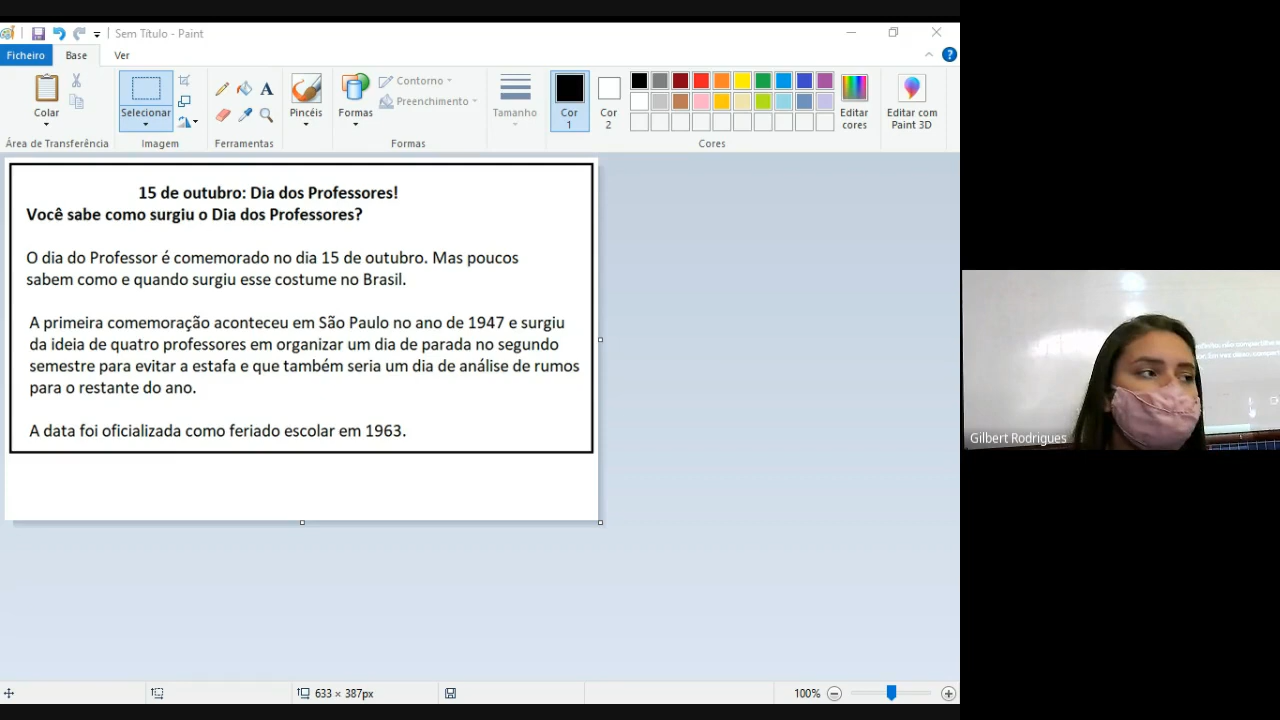 Sem Título - Paint
Ficheiro Base Ver
Colar
Selecionar
Pincéis
Formas
Contorno
Preenchimento
Tamanho
Cor 1
Cor 2
Editar cores
Editar com Paint 3D
Área de Transferência Imagem Ferramentas Formas Cores
15 de outubro: Dia dos Professores!
Você sabe como surgiu o Dia dos Professores?
O dia do Professor é comemorado no dia 15 de outubro. Mas poucos
sabem como e quando surgiu esse costume no Brasil.
A primeira comemoração aconteceu em São Paulo no ano de 1947 e surgiu
da ideia de quatro professores em organizar um dia de parada no segundo
semestre para evitar a estafa e que também seria um dia de análise de rumos
para o restante do ano.
A data foi oficializada como feriado escolar em 1963.
Gilbert Rodrigues
633 × 387px
100%